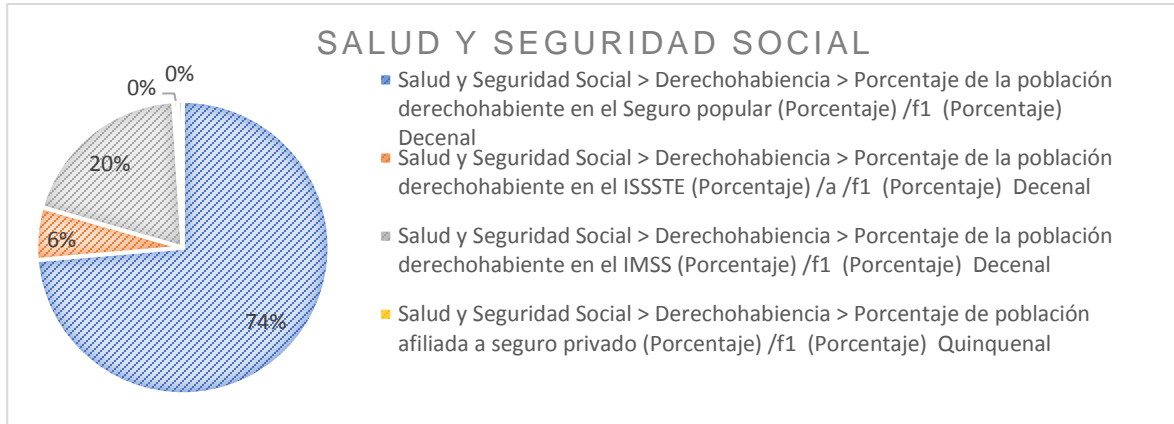 SALUD Y SEGURIDAD SOCIAL
0%
0%
20%
6%
74%
Salud y Seguridad Social > Derechohabiencia > Porcentaje de la población
derechohabiente en el Seguro popular (Porcentaje) /f1  (Porcentaje)
Decenal
Salud y Seguridad Social > Derechohabiencia > Porcentaje de la población
derechohabiente en el ISSSTE (Porcentaje) /a /f1  (Porcentaje)  Decenal
Salud y Seguridad Social > Derechohabiencia > Porcentaje de la población
derechohabiente en el IMSS (Porcentaje) /f1  (Porcentaje)  Decenal
Salud y Seguridad Social > Derechohabiencia > Porcentaje de población
afiliada a seguro privado (Porcentaje) /f1  (Porcentaje)  Quinquenal